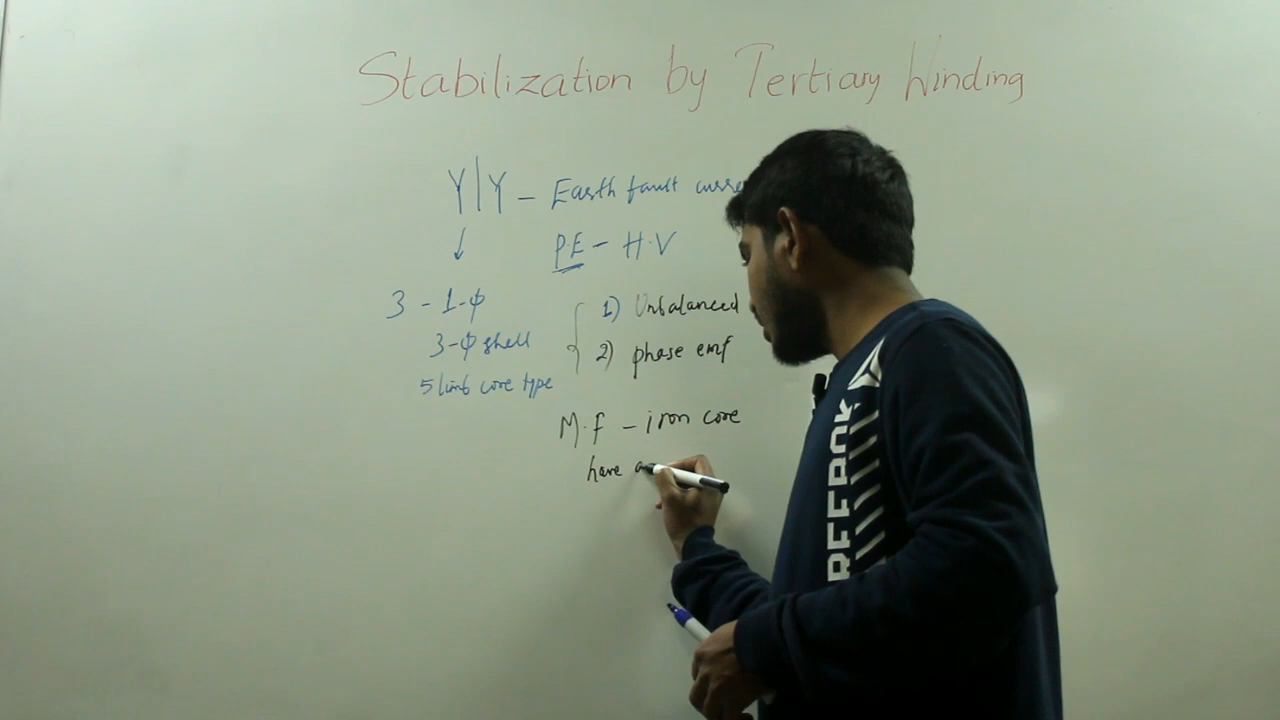 Stabilization by Tertiary Winding
Y|Y - Earth fault
↓ PE - H.V
3 - 1-φ
1) Unbalanced
3-φ shell
2) phase emf
5 limb core type
M.f - iron core
have
REEBOK